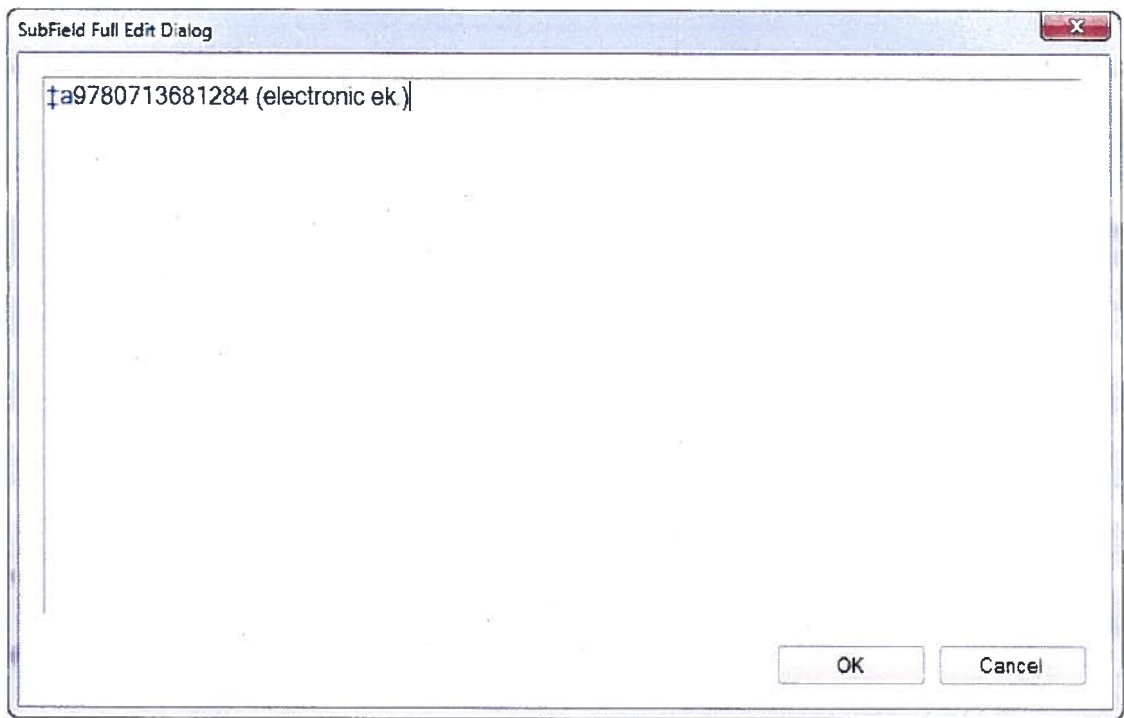 SubField Full Edit Dialog
X
‡a9780713681284 (electronic ek.)
OK
Cancel